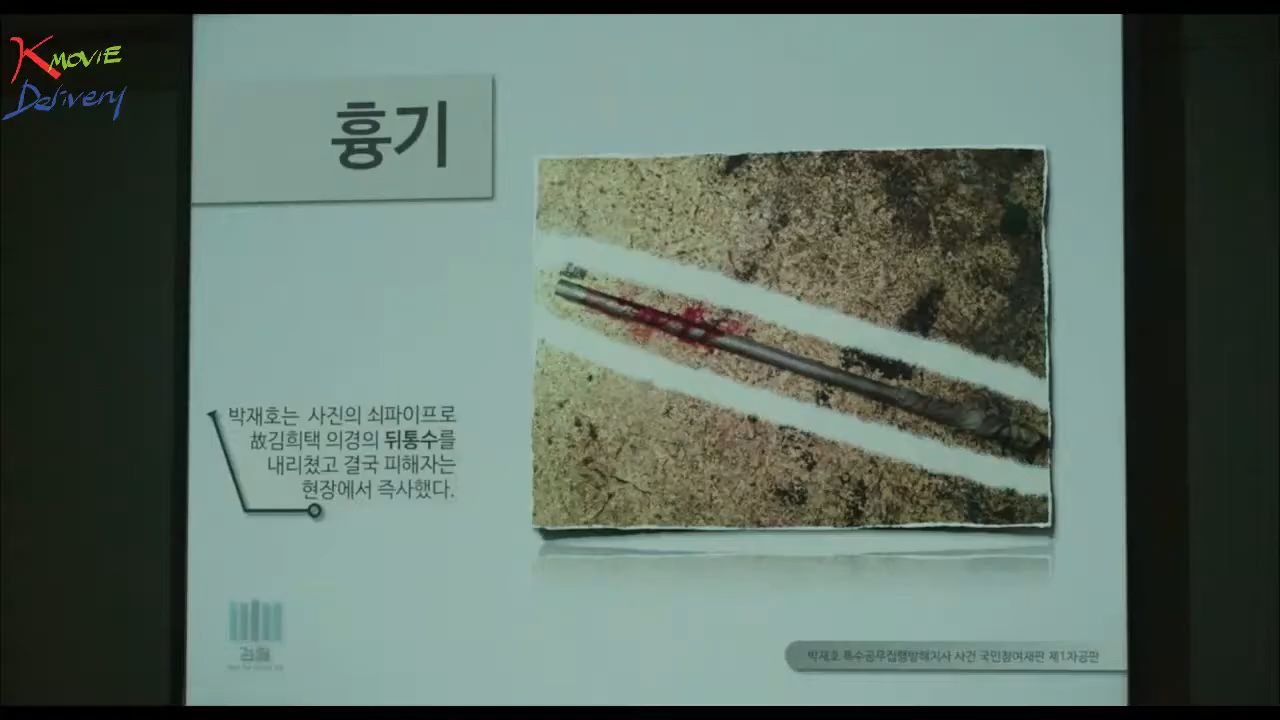 K MOVIE
Delivery
흉기
박재호는 사진의 쇠파이프로
故김희택 의경의 뒤통수를
내리쳤고 결국 피해자는
현장에서 즉사했다.
검찰
박재호 특수공무집행방해치사 사건 국민참여재판 제1차공판